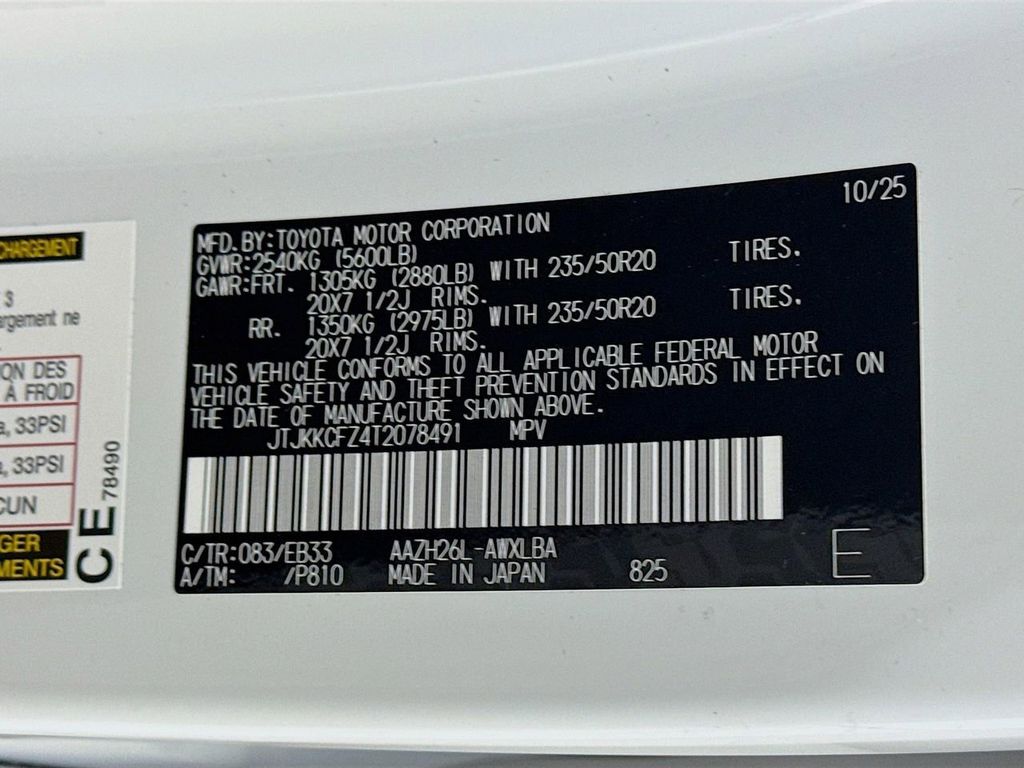 CHARGEMENT
3
argement ne
ION DES
À FROID
a, 33PSI
a, 33PSI
CUN
GER
EMENTS
CE 78490
10/25
MFD. BY: TOYOTA MOTOR CORPORATION
GVWR: 2540KG (5600LB)
GAWR: FRT. 1305KG (2880LB) WITH 235/50R20 TIRES.
20X7 1/2J RIMS.
RR. 1350KG (2975LB) WITH 235/50R20 TIRES.
20X7 1/2J RIMS.
THIS VEHICLE CONFORMS TO ALL APPLICABLE FEDERAL MOTOR
VEHICLE SAFETY AND THEFT PREVENTION STANDARDS IN EFFECT ON
THE DATE OF MANUFACTURE SHOWN ABOVE.
JTJKKCFZ4T2078491 MPV
C/TR: 083/EB33 AAZH26L-AWXLBA
A/TM: /P810 MADE IN JAPAN 825
E